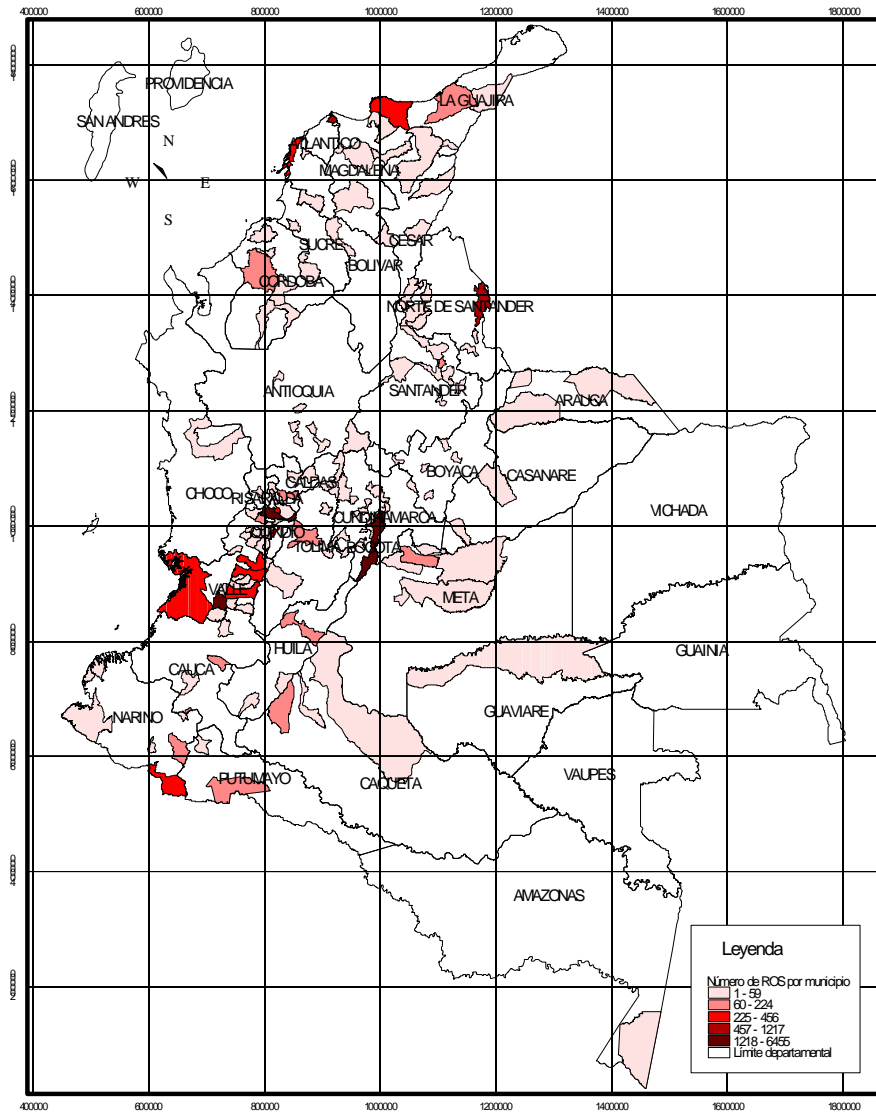 400000 600000 800000 1000000 1200000 1400000 1600000 1800000
PROVIDENCIA
SAN ANDRES
LA GUAJIRA
N
W E
S
MAGDALENA
SUCRE
CESAR
BOLIVAR
CORDOBA
NORTE DE SANTANDER
ANTIOQUIA
SANTANDER
ARAUCA
BOYACA
CASANARE
CALDAS
CHOCO
VICHADA
CUNDINAMARCA
TOLIMA
BOGOTA
VALLE
META
HUILA
GUAINIA
CAUCA
GUAVIARE
NARINO
VAUPES
PUTUMAYO
CAQUETA
AMAZONAS
Leyenda
Número de ROS por municipio
1 - 59
60 - 224
225 - 456
457 - 1217
1218 - 6455
Límite departamental
400000 600000 800000 1000000 1200000 1400000 1600000 1800000